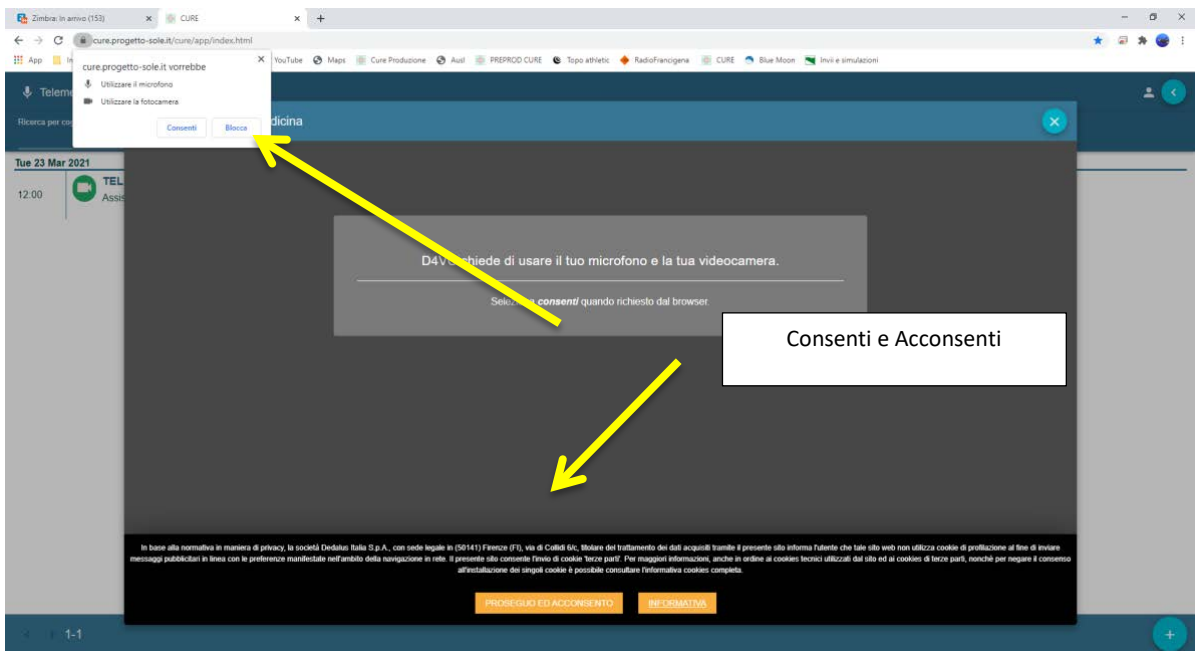 Zimbra: In arrivo (153)
CURE
cure.progetto-sole.it/cure/app/index.html
App
YouTube
Maps
Cure Produzione
Ausl
PREPROD CURE
Topo athletic
RadioFrancigena
CURE
Blue Moon
Invii e simulazioni
cure.progetto-sole.it vorrebbe
Utilizzare il microfono
Utilizzare la fotocamera
Consenti
Blocca
Ricerca per
dicina
Tue 23 Mar 2021
12:00
TEL
D4V chiede di usare il tuo microfono e la tua videocamera.
consenti quando richiesto dal browser.
Consenti e Acconsenti
In base alla normativa in maniera di privacy, la società Dedalus Italia S.p.A., con sede legale in (50141) Firenze (FI), via di Collidi 6/c, titolare del trattamento dei dati acquisiti tramite il presente sito informa l'utente che tale sito web non utilizza cookie di profilazione al fine di inviare
messaggi pubblicitari in linea con le preferenze manifestate nell'ambito della navigazione in rete. Il presente sito consente l'invio di cookie 'terze parti'. Per maggiori informazioni, anche in ordine ai cookies tecnici utilizzati dal sito ed ai cookies di terze parti, nonché per negare il consenso
all'installazione dei singoli cookie è possibile consultare l'informativa cookies completa.
PROSEGUO ED ACCONSENTO
INFORMATIVA
1-1